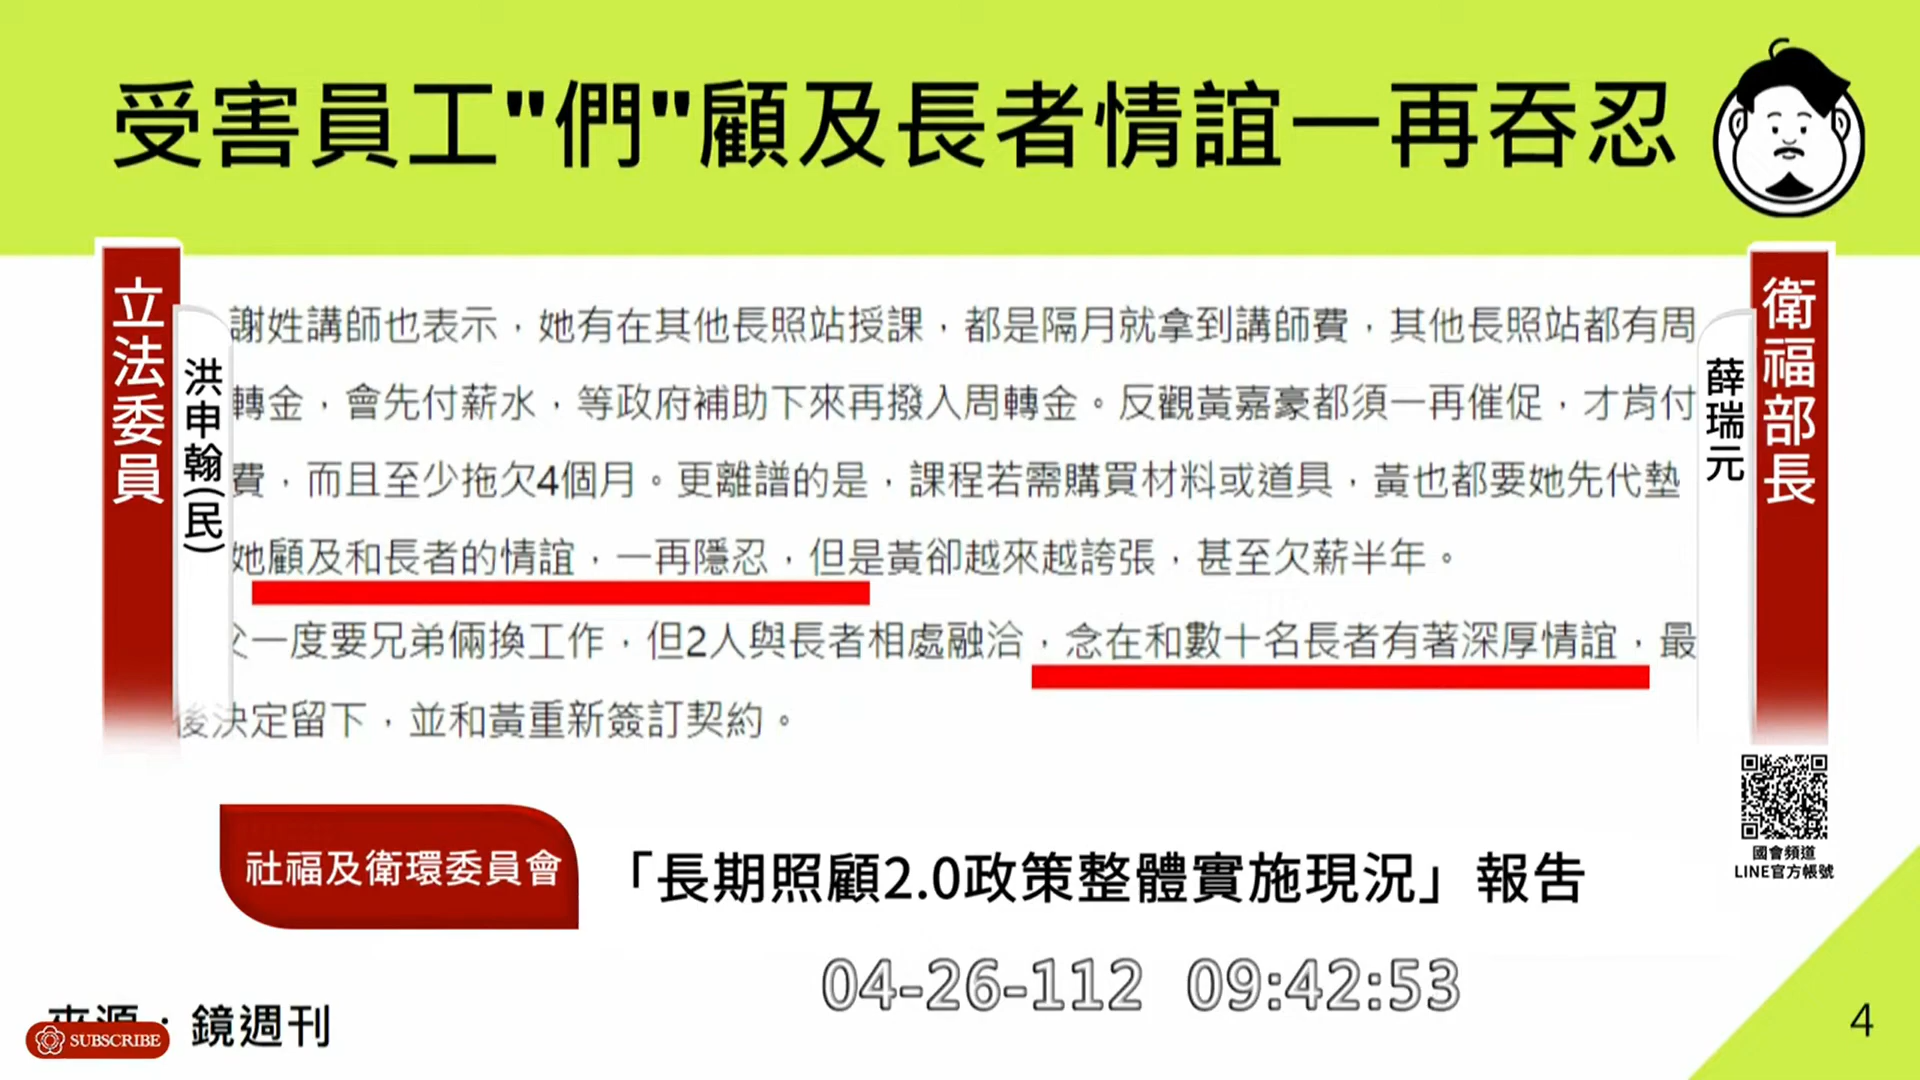 受害員工"們"顧及長者情誼一再吞忍
立法委員
洪申翰(民)
衛福部長
薛瑞元
謝姓講師也表示，她有在其他長照站授課，都是隔月就拿到講師費，其他長照站都有周
轉金，會先付薪水，等政府補助下來再撥入周轉金。反觀黃嘉豪都須一再催促，才肯付
費，而且至少拖欠4個月。更離譜的是，課程若需購買材料或道具，黃也都要她先代墊
她顧及和長者的情誼，一再隱忍，但是黃卻越來越誇張，甚至欠薪半年。
一度要兄弟倆換工作，但2人與長者相處融洽，念在和數十名長者有著深厚情誼，最
後決定留下，並和黃重新簽訂契約。
國會頻道
LINE官方帳號
社福及衛環委員會
「長期照顧2.0政策整體實施現況」報告
04-26-112 09:42:53
來源：鏡週刊
SUBSCRIBE
4